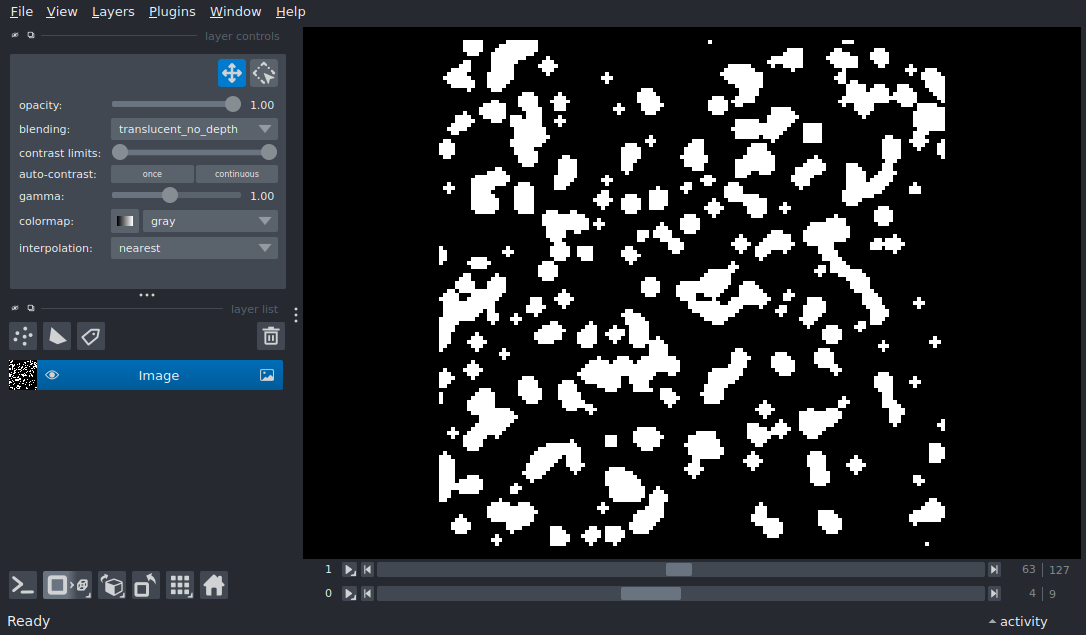 File View Layers Plugins Window Help
layer controls
opacity: 1.00
blending: translucent_no_depth
contrast limits:
auto-contrast: once continuous
gamma: 1.00
colormap: gray
interpolation: nearest
layer list
Image
1 63 127
0 4 9
Ready activity